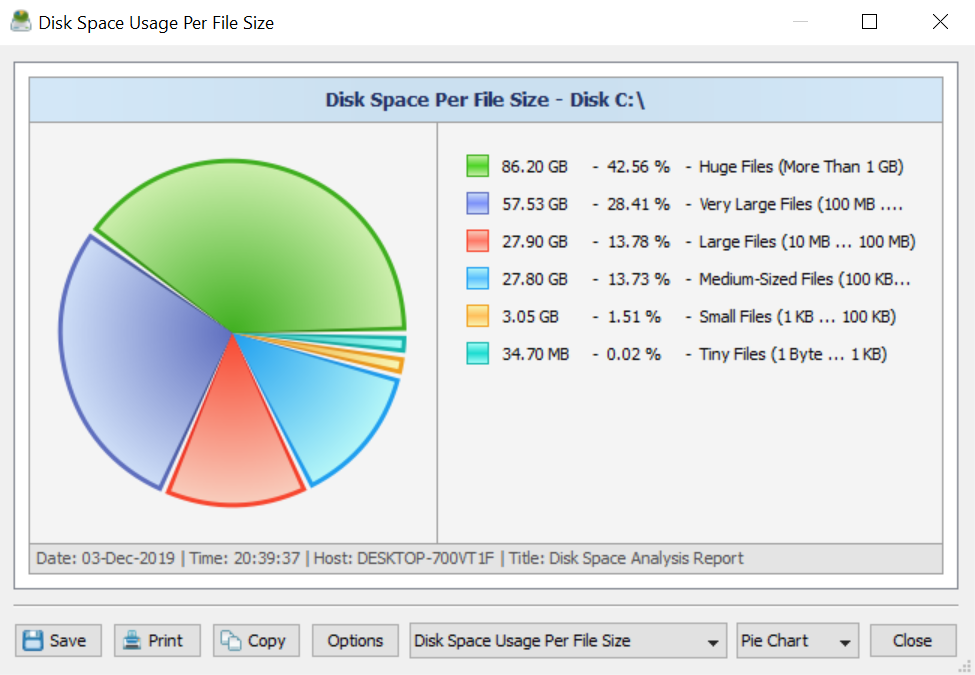 Disk Space Usage Per File Size
Disk Space Per File Size - Disk C:\
86.20 GB - 42.56 % - Huge Files (More Than 1 GB)
57.53 GB - 28.41 % - Very Large Files (100 MB ....
27.90 GB - 13.78 % - Large Files (10 MB ... 100 MB)
27.80 GB - 13.73 % - Medium-Sized Files (100 KB...
3.05 GB - 1.51 % - Small Files (1 KB ... 100 KB)
34.70 MB - 0.02 % - Tiny Files (1 Byte ... 1 KB)
Date: 03-Dec-2019 | Time: 20:39:37 | Host: DESKTOP-700VT1F | Title: Disk Space Analysis Report
Save Print Copy Options Disk Space Usage Per File Size Pie Chart Close